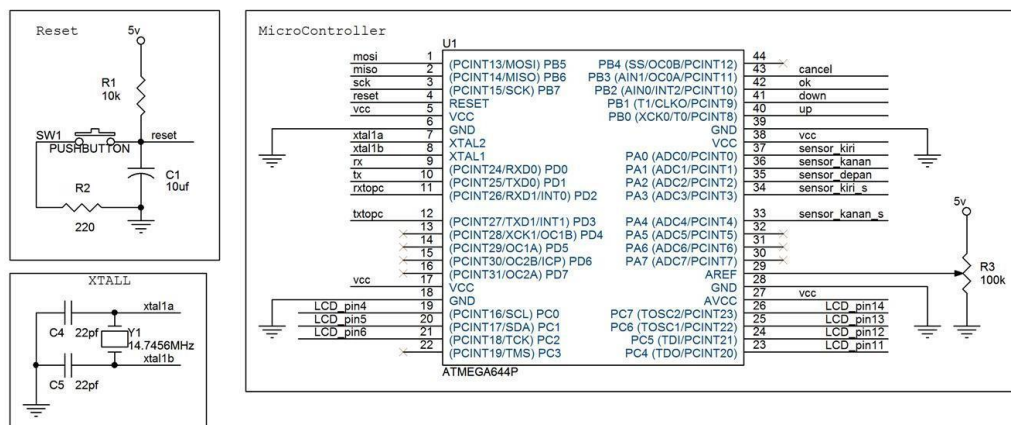 Reset
5v
R1
10k
SW1
PUSHBUTTON
reset
C1
10uf
R2
220
XTALL
xtal1a
C4 22pf
Y1
14.7456MHz
xtal1b
C5 22pf
MicroController
U1
mosi 1 (PCINT13/MOSI) PB5
miso 2 (PCINT14/MISO) PB6
sck 3 (PCINT15/SCK) PB7
reset 4 RESET
vcc 5 VCC
6 GND
xtal1a 7 XTAL2
xtal1b 8 XTAL1
rx 9 (PCINT24/RXD0) PD0
tx 10 (PCINT25/TXD0) PD1
rxtopc 11 (PCINT26/RXD1/INT0) PD2
txtopc 12 (PCINT27/TXD1/INT1) PD3
13 (PCINT28/XCK1/OC1B) PD4
14 (PCINT29/OC1A) PD5
15 (PCINT30/OC2B/ICP) PD6
16 (PCINT31/OC2A) PD7
vcc 17 VCC
18 GND
LCD_pin4 19 (PCINT16/SCL) PC0
LCD_pin5 20 (PCINT17/SDA) PC1
LCD_pin6 21 (PCINT18/TCK) PC2
22 (PCINT19/TMS) PC3
PB4 (SS/OC0B/PCINT12) 44
PB3 (AIN1/OC0A/PCINT11) 43 cancel
PB2 (AIN0/INT2/PCINT10) 42 ok
PB1 (T1/CLKO/PCINT9) 41 down
PB0 (XCK0/T0/PCINT8) 40 up
GND 39
VCC 38 vcc
PA0 (ADC0/PCINT0) 37 sensor_kiri
PA1 (ADC1/PCINT1) 36 sensor_kanan
PA2 (ADC2/PCINT2) 35 sensor_depan
PA3 (ADC3/PCINT3) 34 sensor_kiri_s
PA4 (ADC4/PCINT4) 33 sensor_kanan_s
PA5 (ADC5/PCINT5) 32
PA6 (ADC6/PCINT6) 31
PA7 (ADC7/PCINT7) 30
AREF 29
GND 28
AVCC 27 vcc
PC7 (TOSC2/PCINT23) 26 LCD_pin14
PC6 (TOSC1/PCINT22) 25 LCD_pin13
PC5 (TDI/PCINT21) 24 LCD_pin12
PC4 (TDO/PCINT20) 23 LCD_pin11
ATMEGA644P
5v
R3
100k